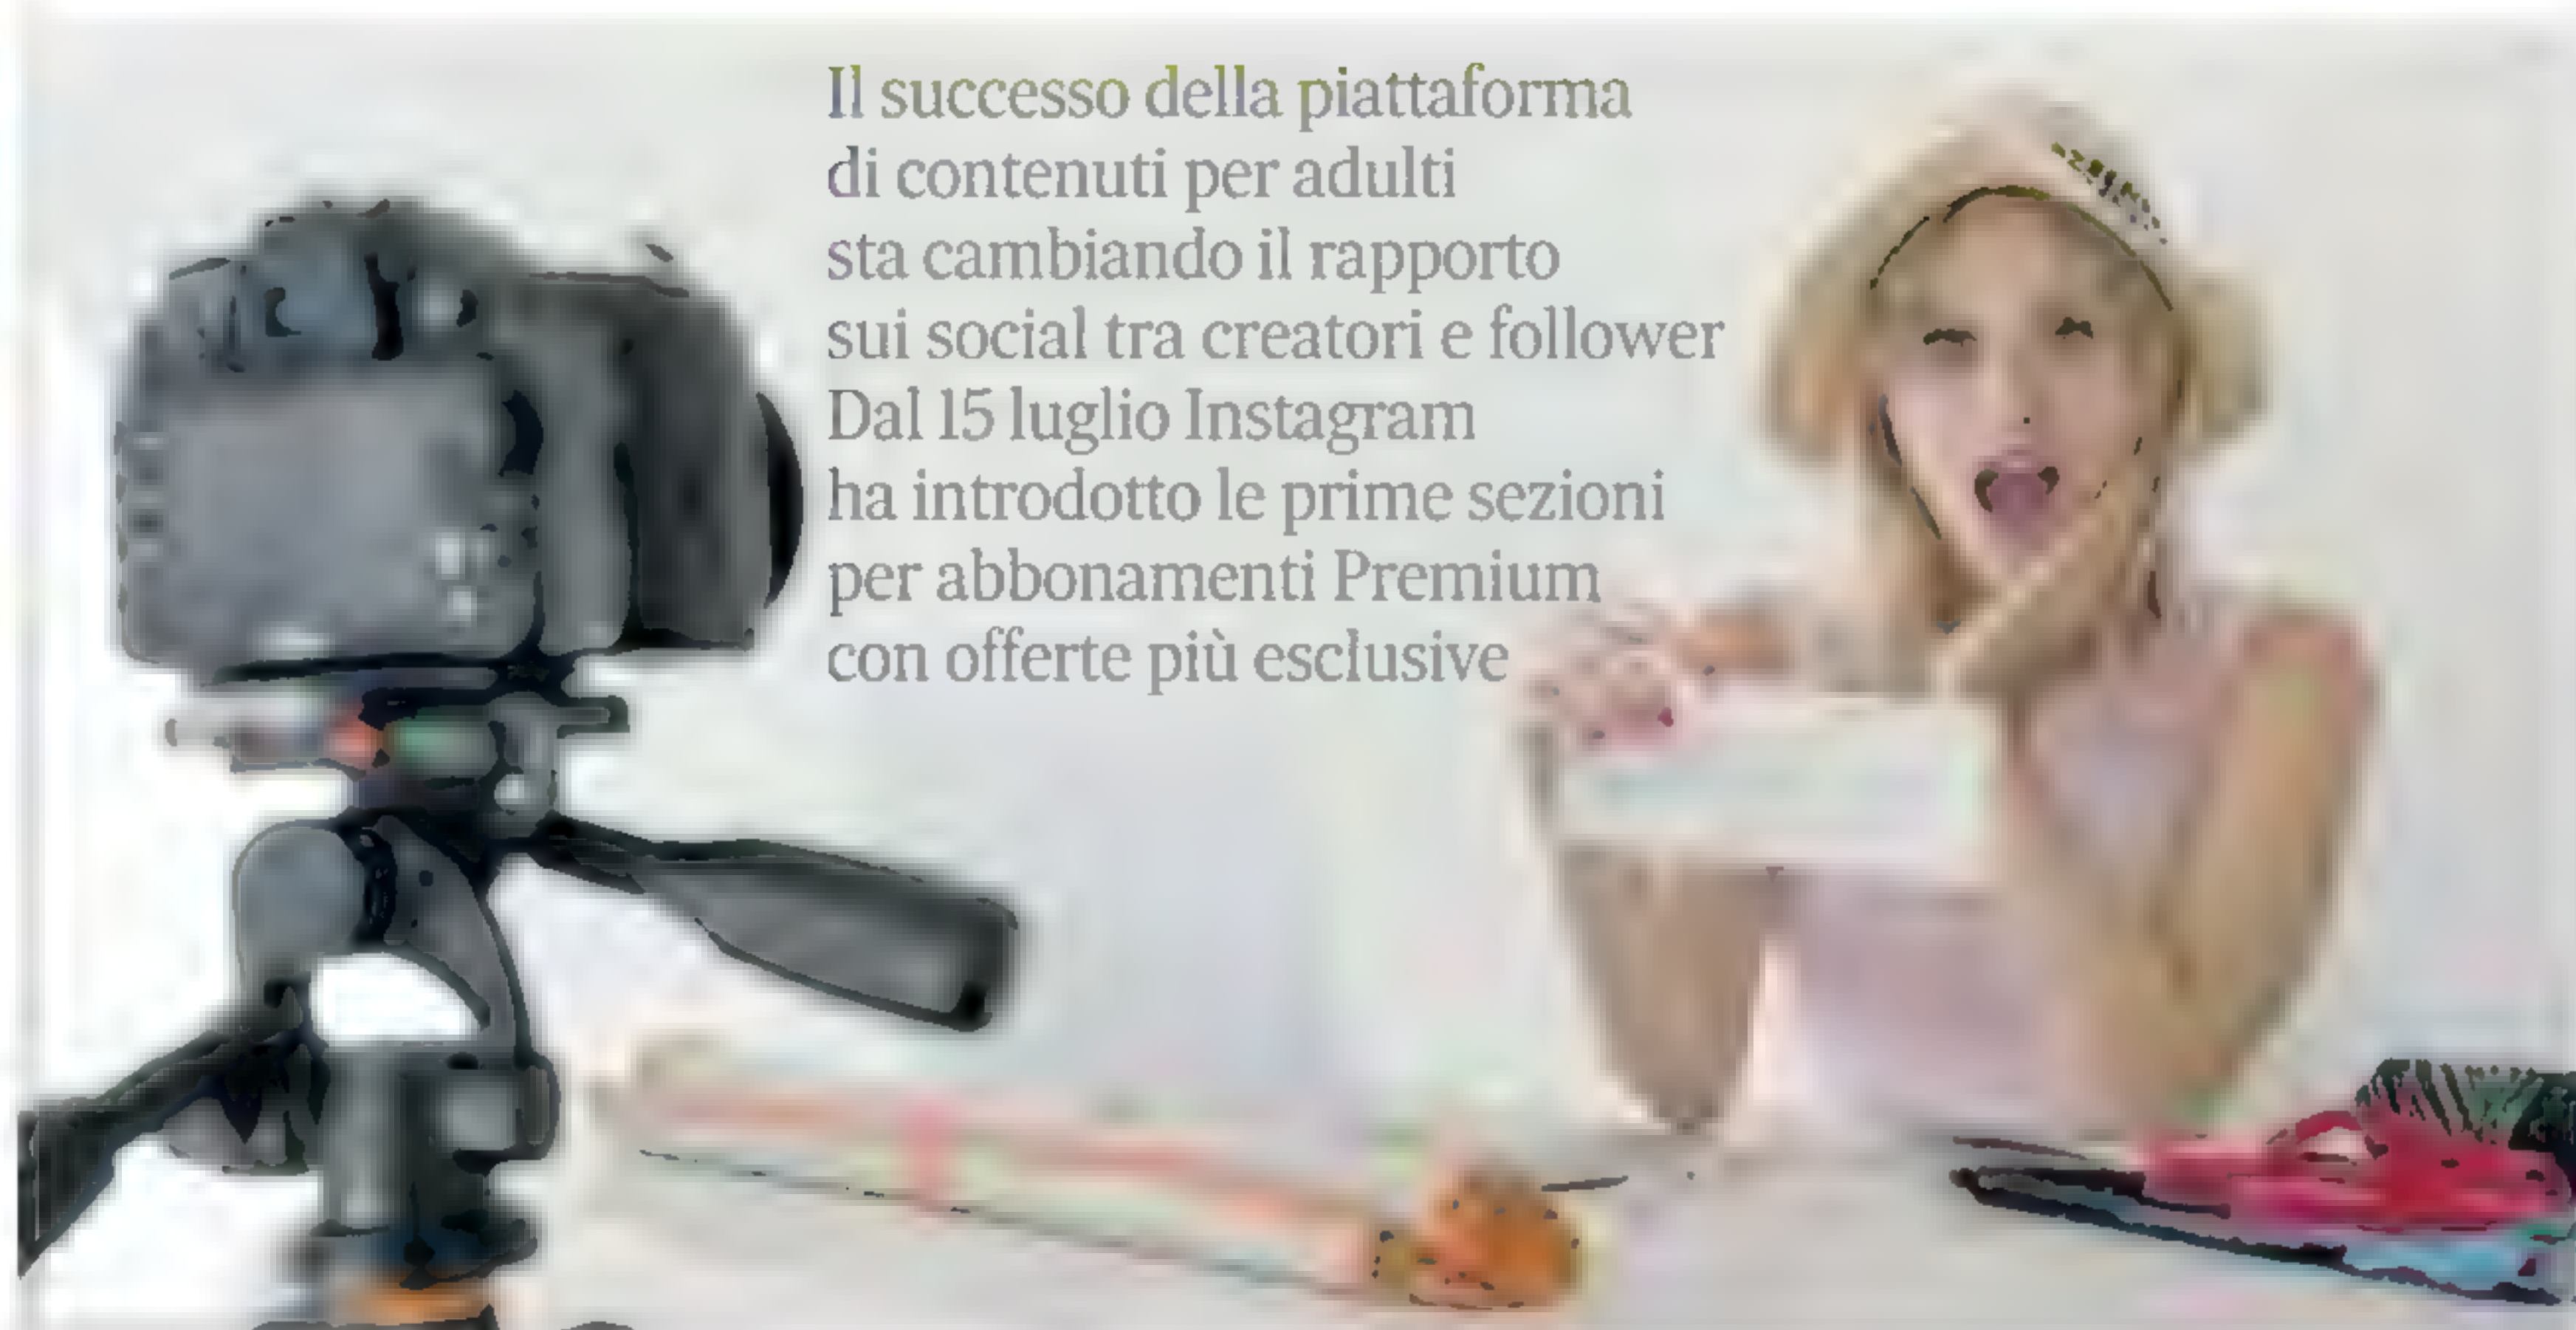 Il successo della piattaforma
di contenuti per adulti
sta cambiando il rapporto
sui social tra creatori e follower
Dal 15 luglio Instagram
ha introdotto le prime sezioni
per abbonamenti Premium
con offerte più esclusive